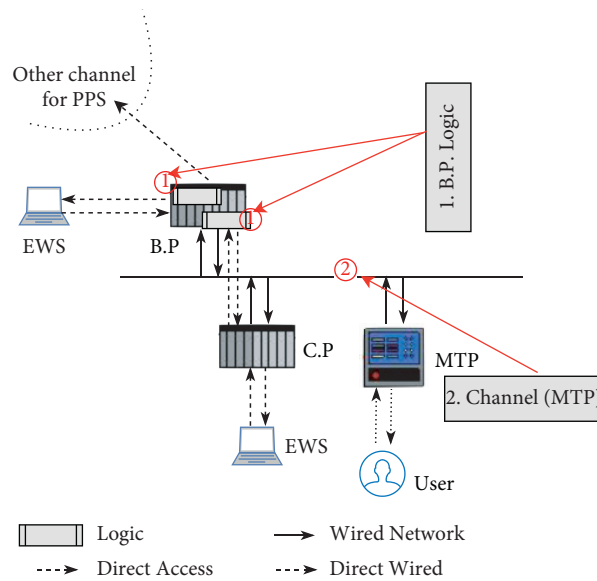 Other channel
for PPS
1
1
1. B.P. Logic
EWS
B.P
2
C.P
MTP
2. Channel (MTP)
EWS
User
Logic
Wired Network
Direct Access
Direct Wired